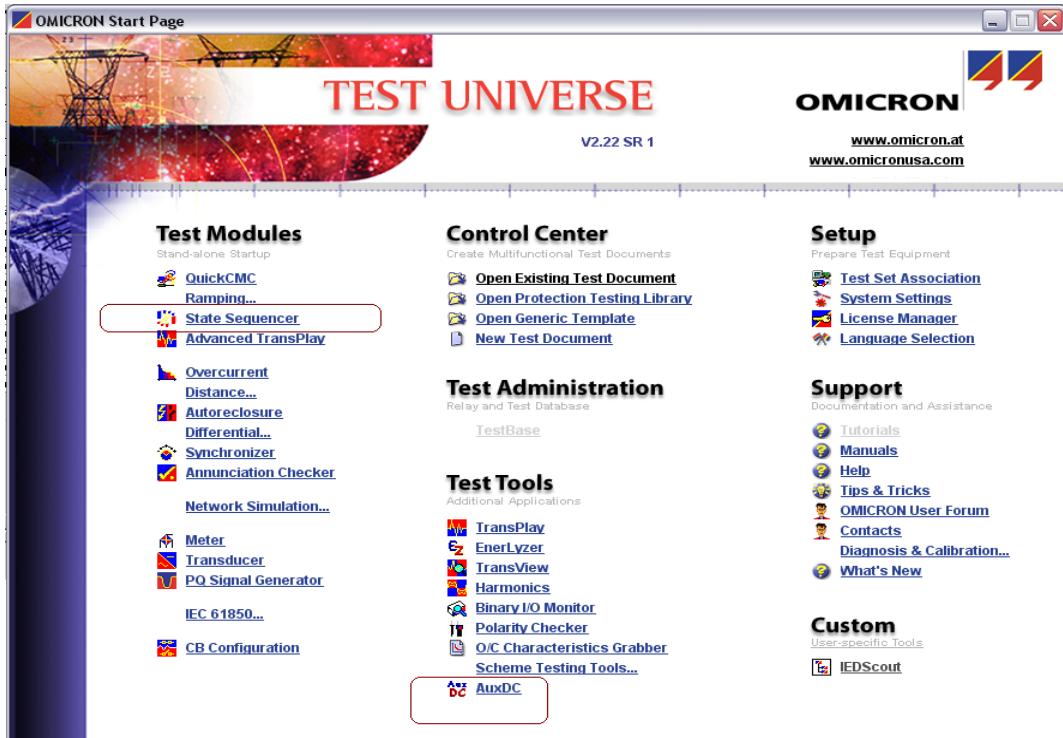 OMICRON Start Page
TEST UNIVERSE
V2.22 SR 1
OMICRON
www.omicron.at
www.omicronusa.com
Test Modules
Stand-alone Startup
QuickCMC
Ramping...
State Sequencer
Advanced TransPlay
Overcurrent
Distance...
Autoreclosure
Differential...
Synchronizer
Annunciation Checker
Network Simulation...
Meter
Transducer
PQ Signal Generator
IEC 61850...
CB Configuration
Control Center
Create Multifunctional Test Documents
Open Existing Test Document
Open Protection Testing Library
Open Generic Template
New Test Document
Test Administration
Relay and Test Database
TestBase
Test Tools
Additional Applications
TransPlay
EnerLyzer
TransView
Harmonics
Binary I/O Monitor
Polarity Checker
O/C Characteristics Grabber
Scheme Testing Tools...
Aux DC
AuxDC
Setup
Prepare Test Equipment
Test Set Association
System Settings
License Manager
Language Selection
Support
Documentation and Assistance
Tutorials
Manuals
Help
Tips & Tricks
OMICRON User Forum
Contacts
Diagnosis & Calibration...
What's New
Custom
User-specific Tools
IEDScout